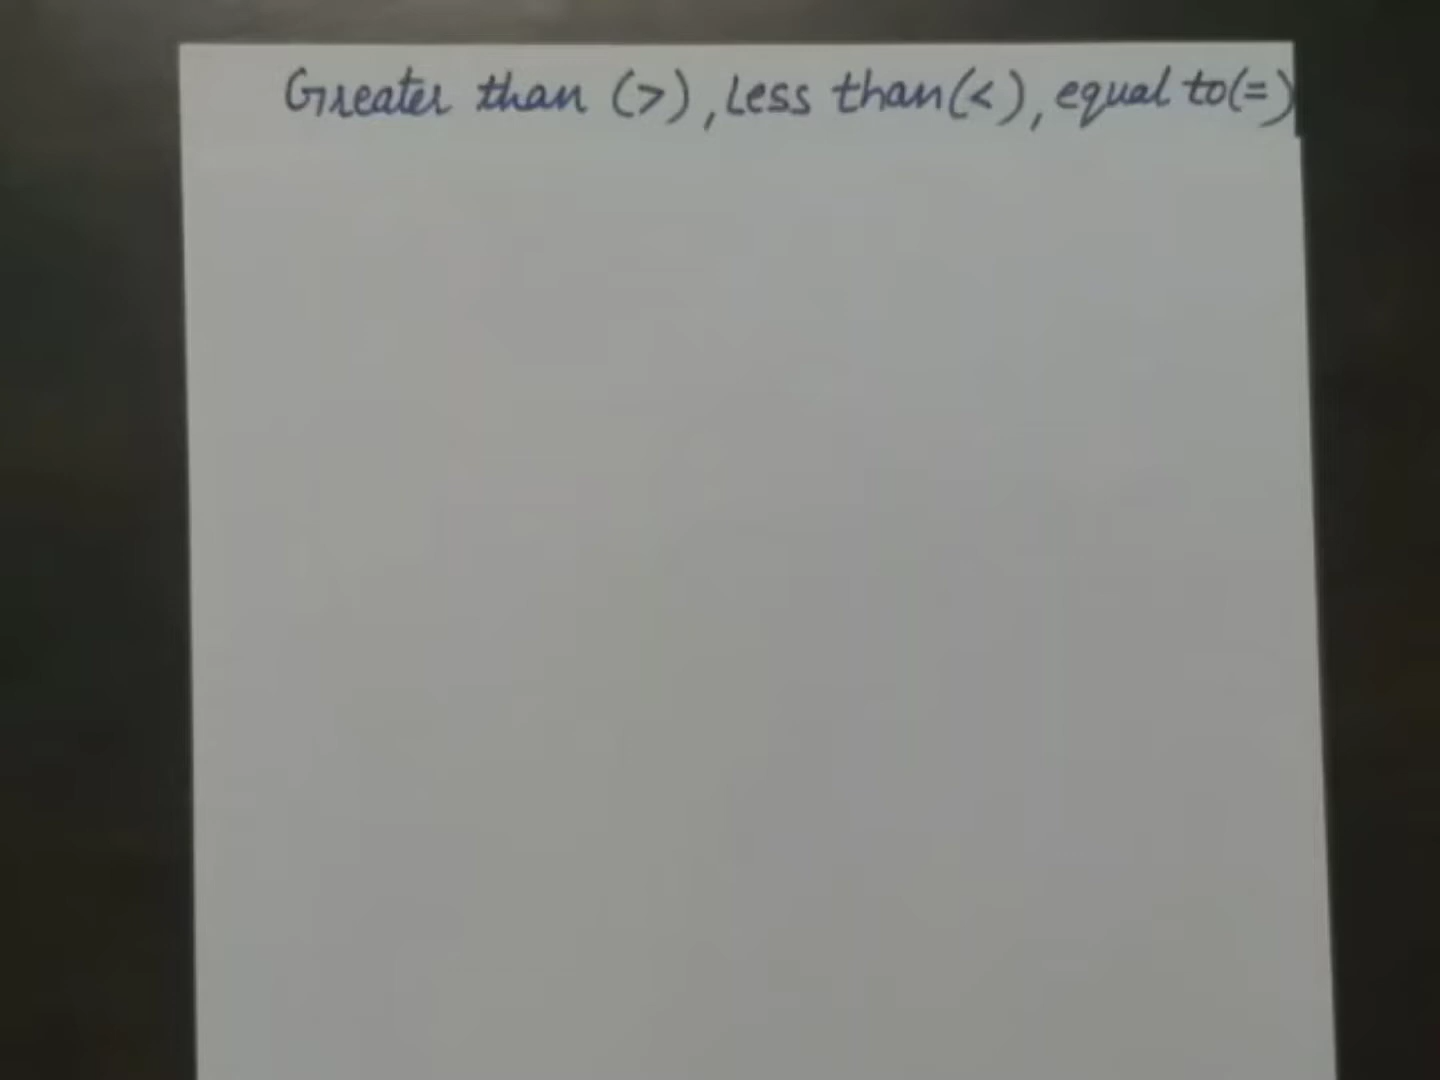 Greater than (>), Less than(<), equal to(=)